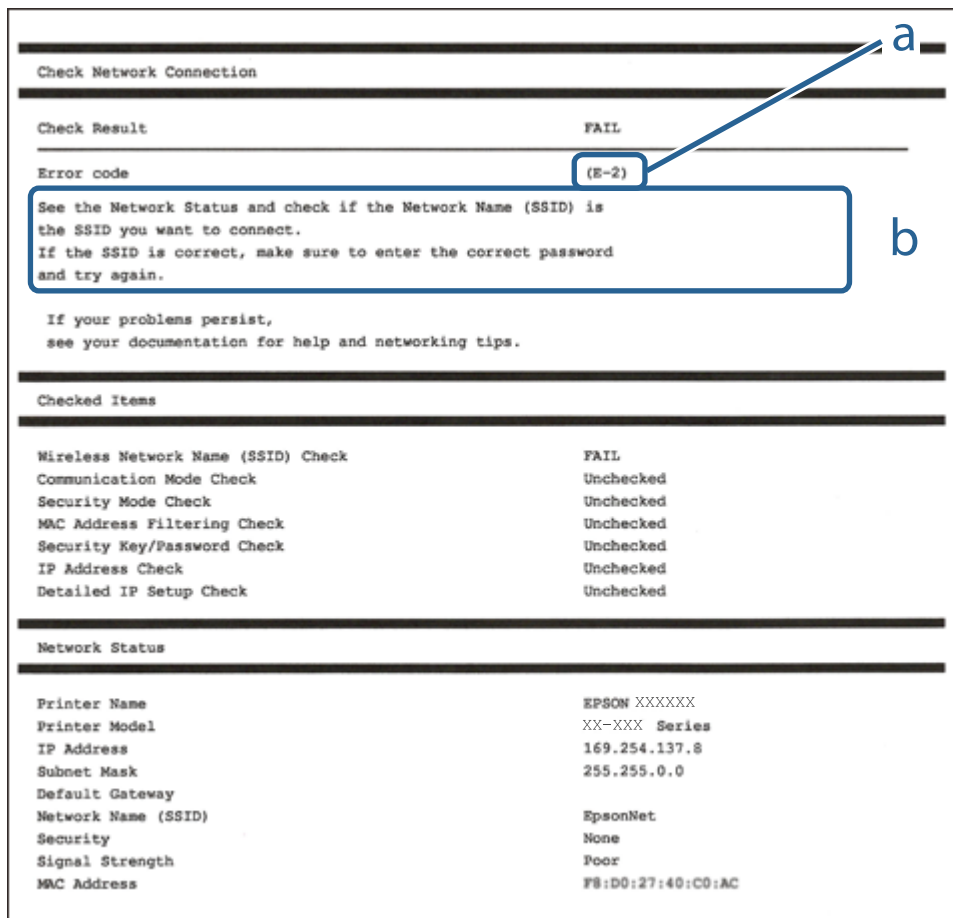 a
Check Network Connection
Check Result FAIL
Error code (E-2)
See the Network Status and check if the Network Name (SSID) is
the SSID you want to connect.
If the SSID is correct, make sure to enter the correct password
and try again.
b
If your problems persist,
see your documentation for help and networking tips.
Checked Items
Wireless Network Name (SSID) Check FAIL
Communication Mode Check Unchecked
Security Mode Check Unchecked
MAC Address Filtering Check Unchecked
Security Key/Password Check Unchecked
IP Address Check Unchecked
Detailed IP Setup Check Unchecked
Network Status
Printer Name EPSON XXXXXX
Printer Model XX-XXX Series
IP Address 169.254.137.8
Subnet Mask 255.255.0.0
Default Gateway
Network Name (SSID) EpsonNet
Security None
Signal Strength Poor
MAC Address F8:D0:27:40:C0:AC